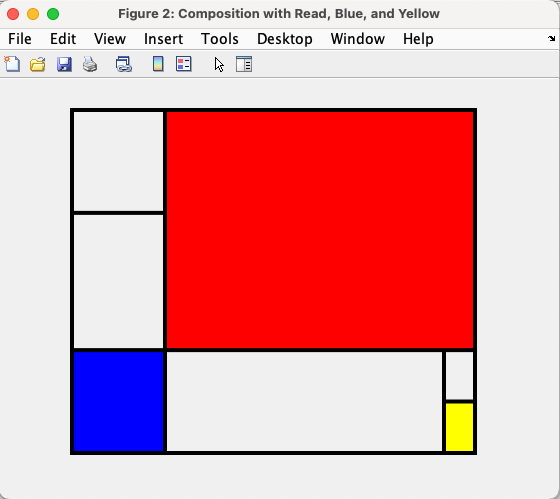 Figure 2: Composition with Read, Blue, and Yellow
File Edit View Insert Tools Desktop Window Help